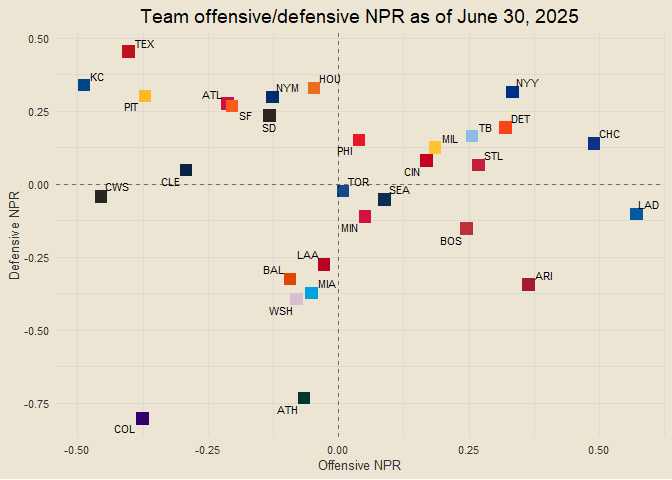 Team offensive/defensive NPR as of June 30, 2025
0.50
TEX
KC
HOU
NYY
PIT
ATL
NYM
0.25
SF
SD
DET
TB
CHC
PHI
MIL
STL
CIN
0.00
CWS
CLE
TOR
SEA
LAD
MIN
BOS
Defensive NPR
-0.25
LAA
BAL
MIA
ARI
WSH
-0.50
-0.75
ATH
COL
-0.50
-0.25
0.00
0.25
0.50
Offensive NPR